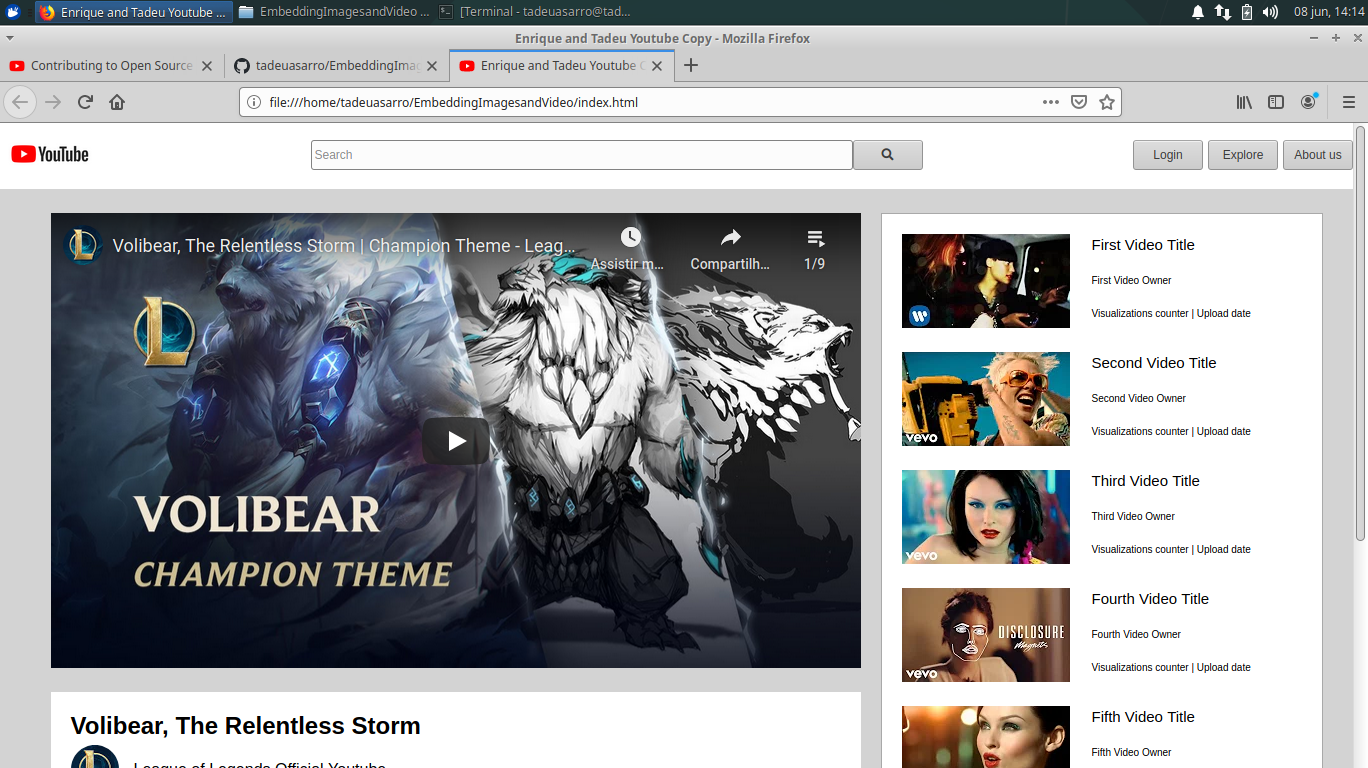 Enrique and Tadeu Youtube ...
EmbeddingImagesandVideo ...
[Terminal - tadeuasarro@tad...
08 jun, 14:14
Enrique and Tadeu Youtube Copy - Mozilla Firefox
Contributing to Open Source
tadeuasarro/EmbeddingImag
Enrique and Tadeu Youtube C
file:///home/tadeuasarro/EmbeddingImagesandVideo/index.html
YouTube
Search
Login
Explore
About us
Volibear, The Relentless Storm | Champion Theme - Leag...
Assistir m...
Compartilh...
1/9
VOLIBEAR
CHAMPION THEME
First Video Title
First Video Owner
Visualizations counter | Upload date
vevo
Second Video Title
Second Video Owner
Visualizations counter | Upload date
vevo
Third Video Title
Third Video Owner
Visualizations counter | Upload date
DISCLOSURE
Magnets
vevo
Fourth Video Title
Fourth Video Owner
Visualizations counter | Upload date
Fifth Video Title
Fifth Video Owner
Volibear, The Relentless Storm
League of Legends Official Youtube